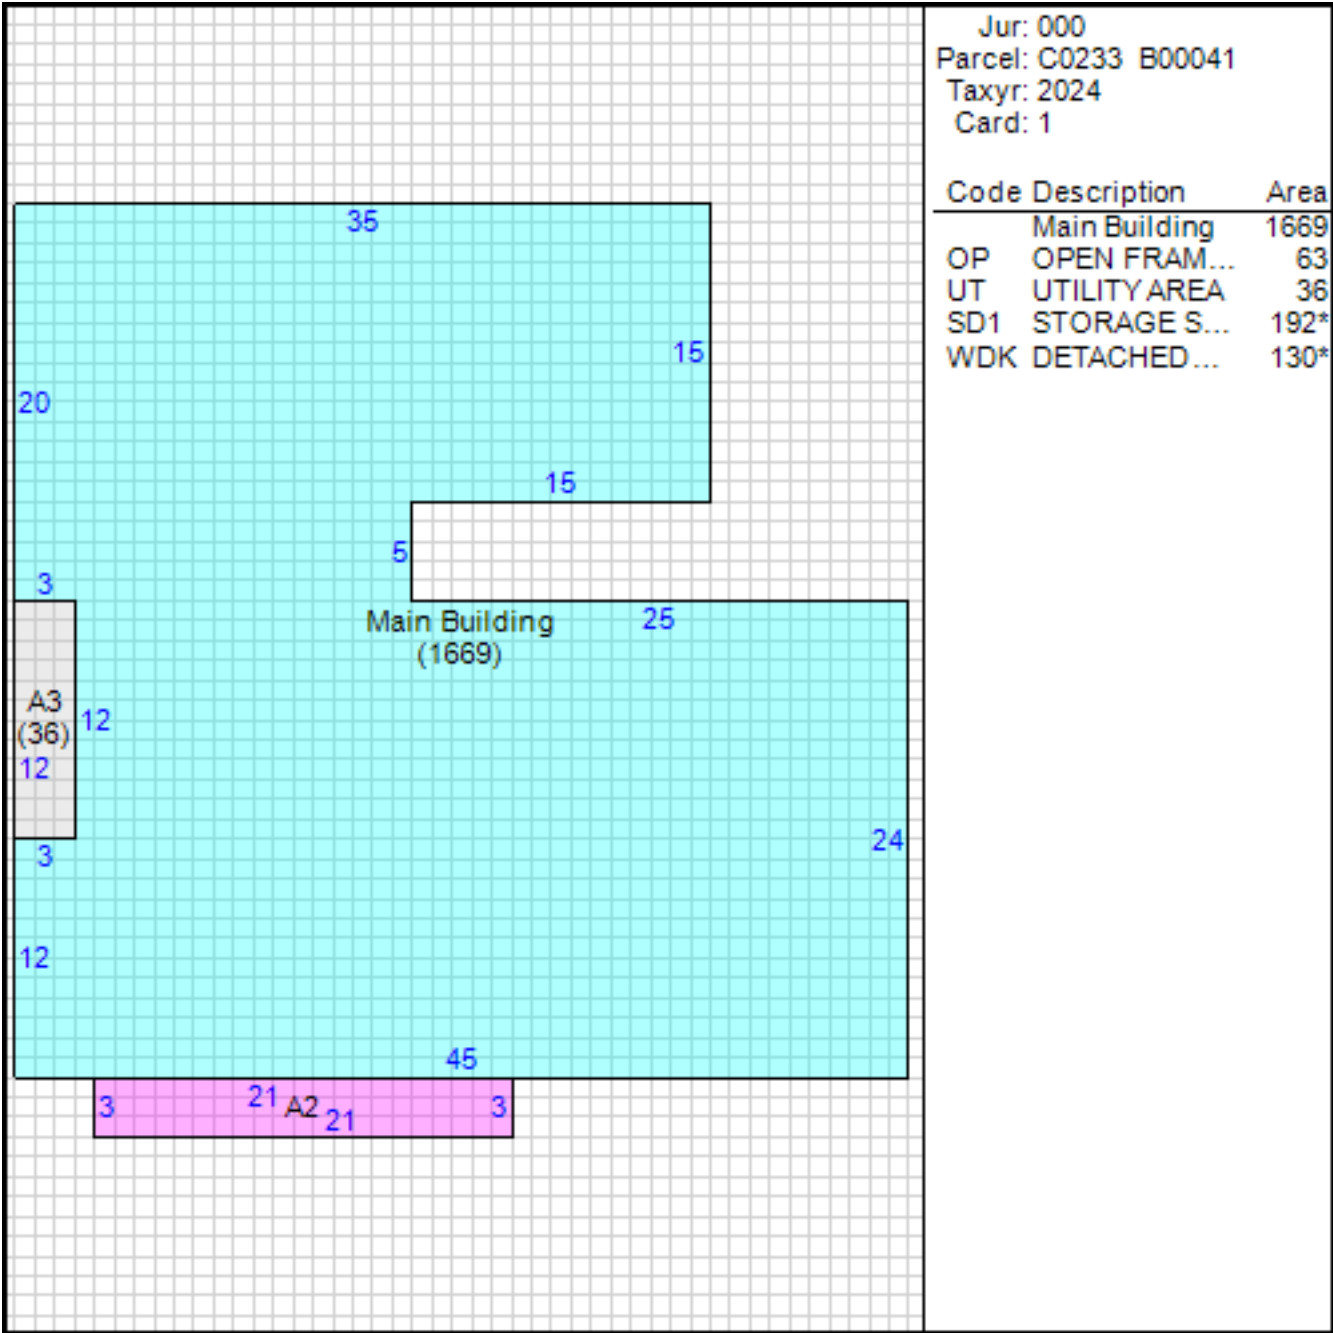 Jur: 000
Parcel: C0233 B00041
Taxyr: 2024
Card: 1
Code Description Area
Main Building 1669
OP OPEN FRAM... 63
UT UTILITY AREA 36
SD1 STORAGE S... 192*
WDK DETACHED... 130*
35
15
20
15
5
3
25
Main Building
(1669)
A3
(36)
12
12
24
3
12
45
3 21 A2 21 3